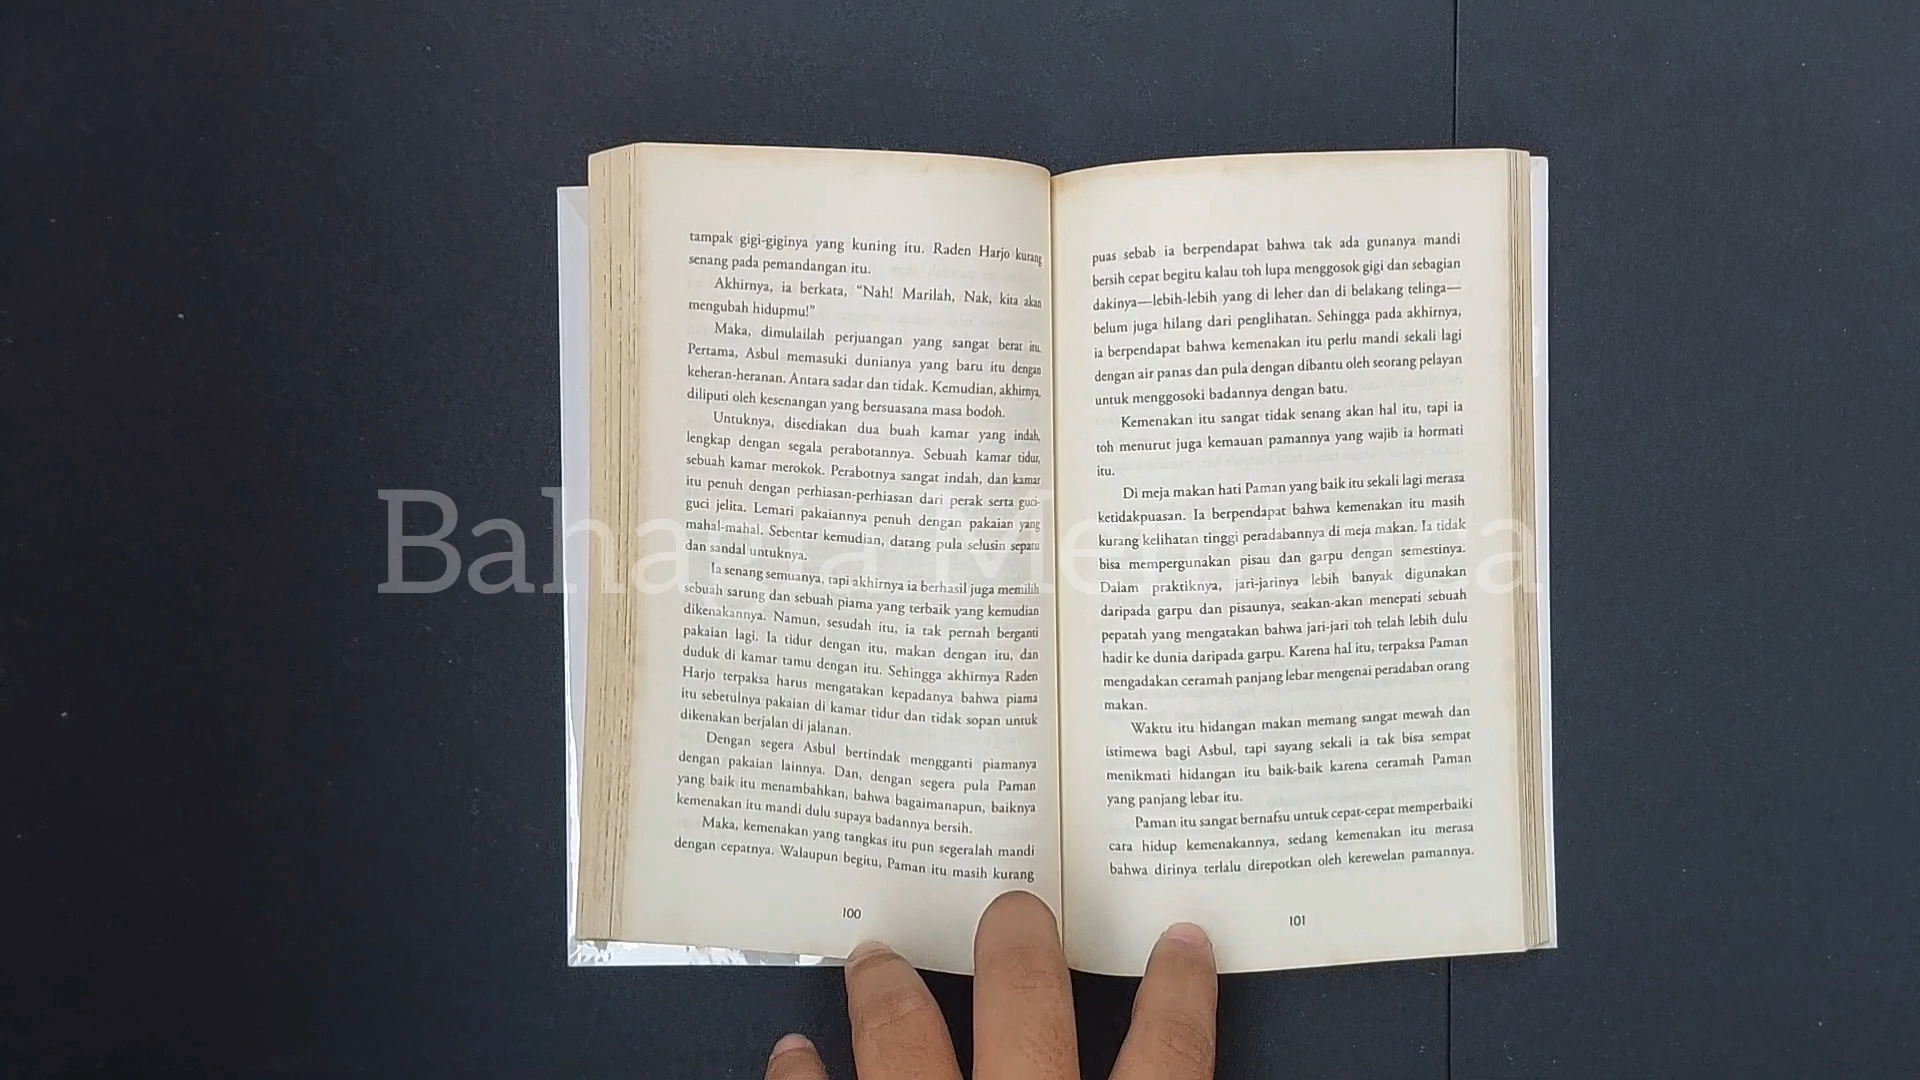 tampak gigi-giginya yang kuning itu. Raden Harjo kurang
senang pada pemandangan itu.
Akhirnya, ia berkata, “Nah! Marilah, Nak, kita akan
mengubah hidupmu!”
Maka, dimulailah perjuangan yang sangat berat itu.
Pertama, Asbul memasuki dunianya yang baru itu dengan
keheran-heranan. Antara sadar dan tidak. Kemudian, akhirnya,
diliputi oleh kesenangan yang bersuasana masa bodoh.
Untuknya, disediakan dua buah kamar yang indah,
lengkap dengan segala perabotannya. Sebuah kamar tidur,
sebuah kamar merokok. Perabotnya sangat indah, dan kamar
itu penuh dengan perhiasan-perhiasan dari perak serta guci-
guci jelita. Lemari pakaiannya penuh dengan pakaian yang
mahal-mahal. Sebentar kemudian, datang pula selusin sepatu
dan sandal untuknya.
Ia senang semuanya, tapi akhirnya ia berhasil juga memilih
sebuah sarung dan sebuah piama yang terbaik yang kemudian
dikenakannya. Namun, sesudah itu, ia tak pernah berganti
pakaian lagi. Ia tidur dengan itu, makan dengan itu, dan
duduk di kamar tamu dengan itu. Sehingga akhirnya Raden
Harjo terpaksa harus mengatakan kepadanya bahwa piama
itu sebetulnya pakaian di kamar tidur dan tidak sopan untuk
dikenakan berjalan di jalanan.
Dengan segera Asbul bertindak mengganti piamanya
dengan pakaian lainnya. Dan, dengan segera pula Paman
yang baik itu menambahkan, bahwa bagaimanapun, baiknya
kemenakan itu mandi dulu supaya badannya bersih.
Maka, kemenakan yang tangkas itu pun segeralah mandi
dengan cepatnya. Walaupun begitu, Paman itu masih kurang
100
puas sebab ia berpendapat bahwa tak ada gunanya mandi
bersih cepat begitu kalau toh lupa menggosok gigi dan sebagian
dakinya—lebih-lebih yang di leher dan di belakang telinga—
belum juga hilang dari penglihatan. Sehingga pada akhirnya,
ia berpendapat bahwa kemenakan itu perlu mandi sekali lagi
dengan air panas dan pula dengan dibantu oleh seorang pelayan
untuk menggosoki badannya dengan batu.
Kemenakan itu sangat tidak senang akan hal itu, tapi ia
toh menurut juga kemauan pamannya yang wajib ia hormati
itu.
Di meja makan hati Paman yang baik itu sekali lagi merasa
ketidakpuasan. Ia berpendapat bahwa kemenakan itu masih
kurang kelihatan tinggi peradabannya di meja makan. Ia tidak
bisa mempergunakan pisau dan garpu dengan semestinya.
Dalam praktiknya, jari-jarinya lebih banyak digunakan
daripada garpu dan pisaunya, seakan-akan menepati sebuah
pepatah yang mengatakan bahwa jari-jari toh telah lebih dulu
hadir ke dunia daripada garpu. Karena hal itu, terpaksa Paman
mengadakan ceramah panjang lebar mengenai peradaban orang
makan.
Waktu itu hidangan makan memang sangat mewah dan
istimewa bagi Asbul, tapi sayang sekali ia tak bisa sempat
menikmati hidangan itu baik-baik karena ceramah Paman
yang panjang lebar itu.
Paman itu sangat bernafsu untuk cepat-cepat memperbaiki
cara hidup kemenakannya, sedang kemenakan itu merasa
bahwa dirinya terlalu direpotkan oleh kerewelan pamannya.
101